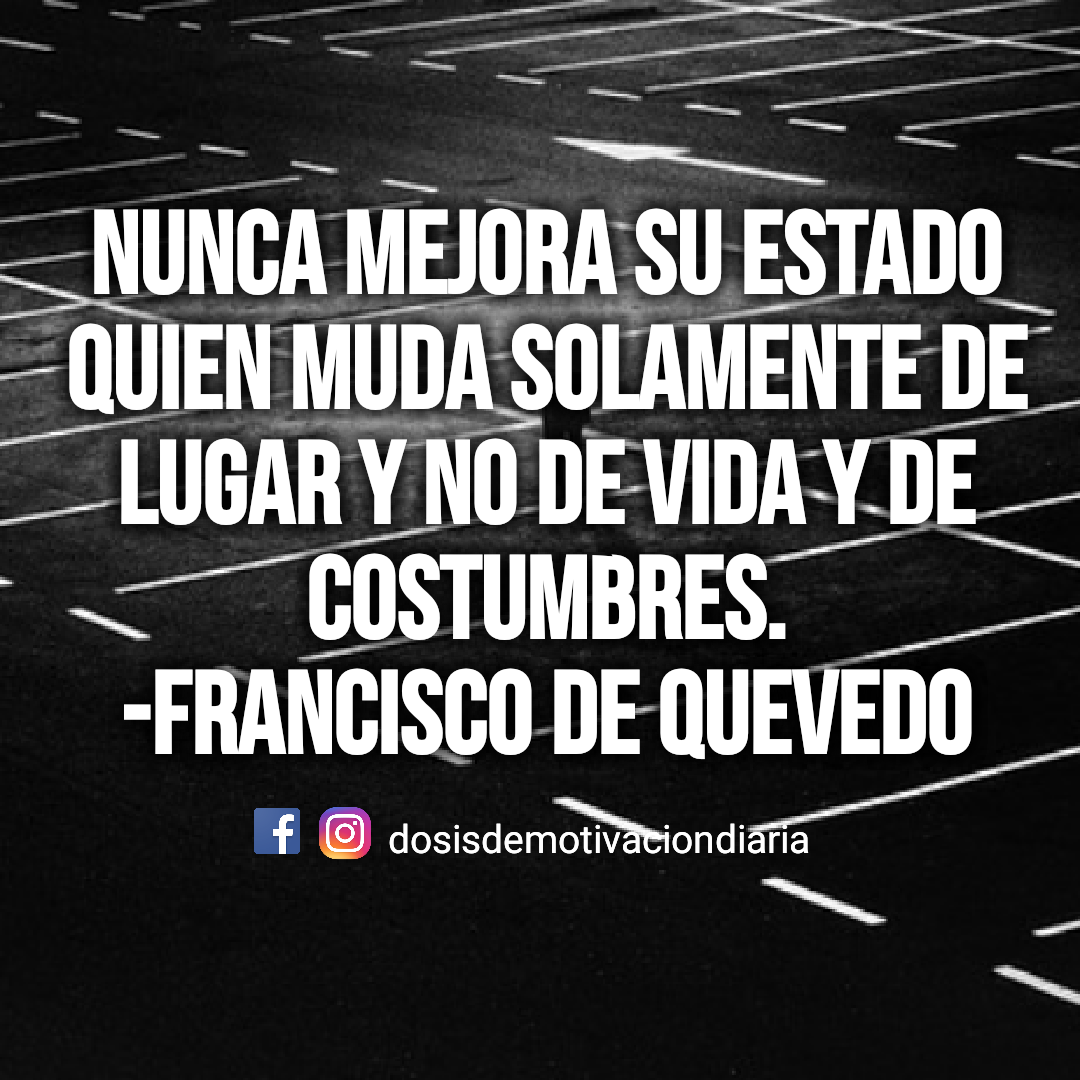 NUNCA MEJORA SU ESTADO
QUIEN MUDA SOLAMENTE DE
LUGAR Y NO DE VIDA Y DE
COSTUMBRES.
-FRANCISCO DE QUEVEDO
dosisdemotivaciondiaria